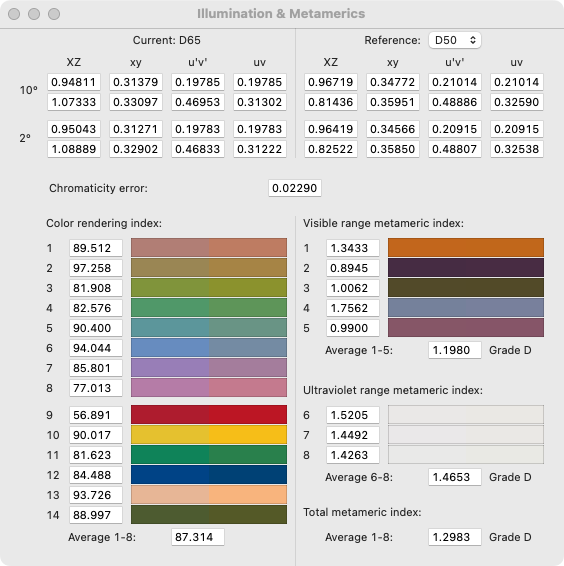 Illumination & Metamerics
Current: D65
Reference: D50
XZ xy u'v' uv XZ xy u'v' uv
10° 0.94811 0.31379 0.19785 0.19785 0.96719 0.34772 0.21014 0.21014
1.07333 0.33097 0.46953 0.31302 0.81436 0.35951 0.48886 0.32590
2° 0.95043 0.31271 0.19783 0.19783 0.96419 0.34566 0.20915 0.20915
1.08889 0.32902 0.46833 0.31222 0.82522 0.35850 0.48807 0.32538
Chromaticity error: 0.02290
Color rendering index:
1 89.512
2 97.258
3 81.908
4 82.576
5 90.400
6 94.044
7 85.801
8 77.013
9 56.891
10 90.017
11 81.623
12 84.488
13 93.726
14 88.997
Average 1-8: 87.314
Visible range metameric index:
1 1.3433
2 0.8945
3 1.0062
4 1.7562
5 0.9900
Average 1-5: 1.1980 Grade D
Ultraviolet range metameric index:
6 1.5205
7 1.4492
8 1.4263
Average 6-8: 1.4653 Grade D
Total metameric index:
Average 1-8: 1.2983 Grade D